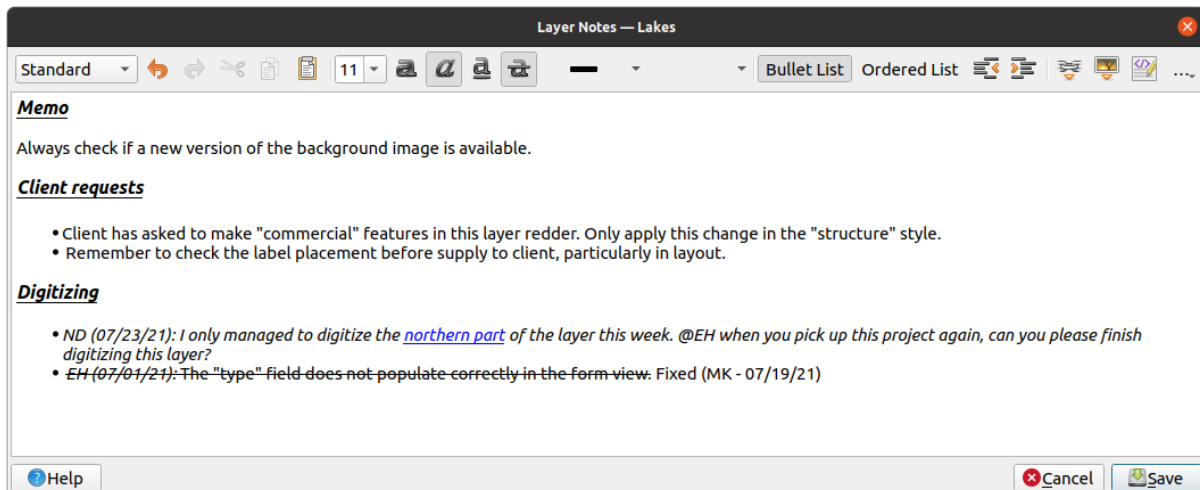 Layer Notes — Lakes
Standard 11 a a a a Bullet List Ordered List ...
Memo
Always check if a new version of the background image is available.
Client requests
• Client has asked to make "commercial" features in this layer redder. Only apply this change in the "structure" style.
• Remember to check the label placement before supply to client, particularly in layout.
Digitizing
• ND (07/23/21): I only managed to digitize the northern part of the layer this week. @EH when you pick up this project again, can you please finish
digitizing this layer?
• EH (07/01/21): The "type" field does not populate correctly in the form view. Fixed (MK - 07/19/21)
Help Cancel Save